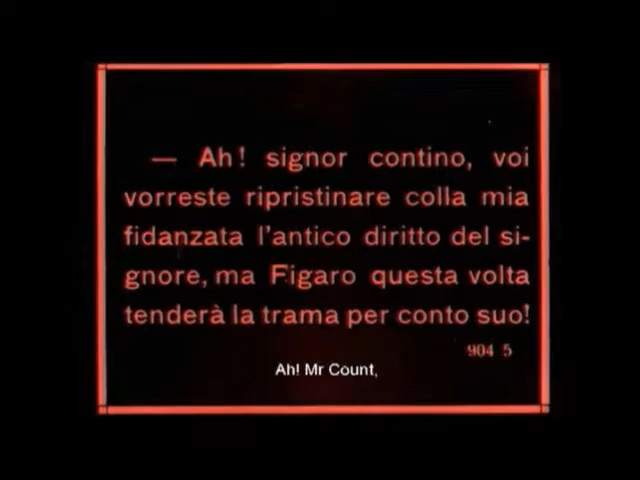 — Ah! signor contino, voi
vorreste ripristinare colla mia
fidanzata l'antico diritto del si-
gnore, ma Figaro questa volta
tenderà la trama per conto suo!
904 5
Ah! Mr Count,